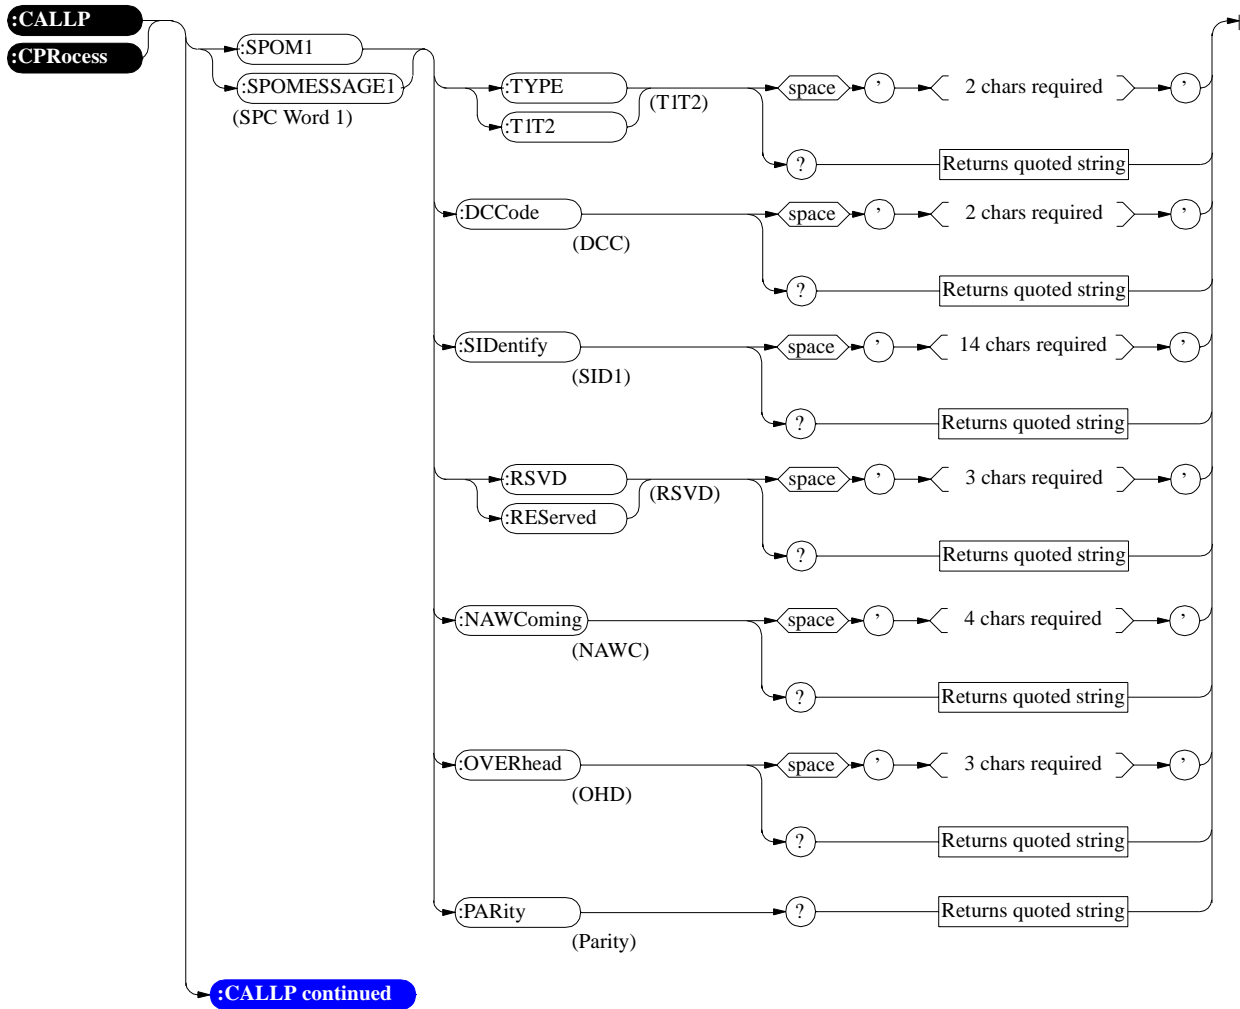 :CALLP
:CPRocess
:SPOM1
:SPOMESSAGE1
(SPC Word 1)
:TYPE
:T1T2
(T1T2)
space ’ 2 chars required ’
? Returns quoted string
:DCCode
(DCC)
space ’ 2 chars required ’
? Returns quoted string
:SIDentify
(SID1)
space ’ 14 chars required ’
? Returns quoted string
:RSVD
:REServed
(RSVD)
space ’ 3 chars required ’
? Returns quoted string
:NAWComing
(NAWC)
space ’ 4 chars required ’
? Returns quoted string
:OVERhead
(OHD)
space ’ 3 chars required ’
? Returns quoted string
:PARity
(Parity)
? Returns quoted string
:CALLP continued